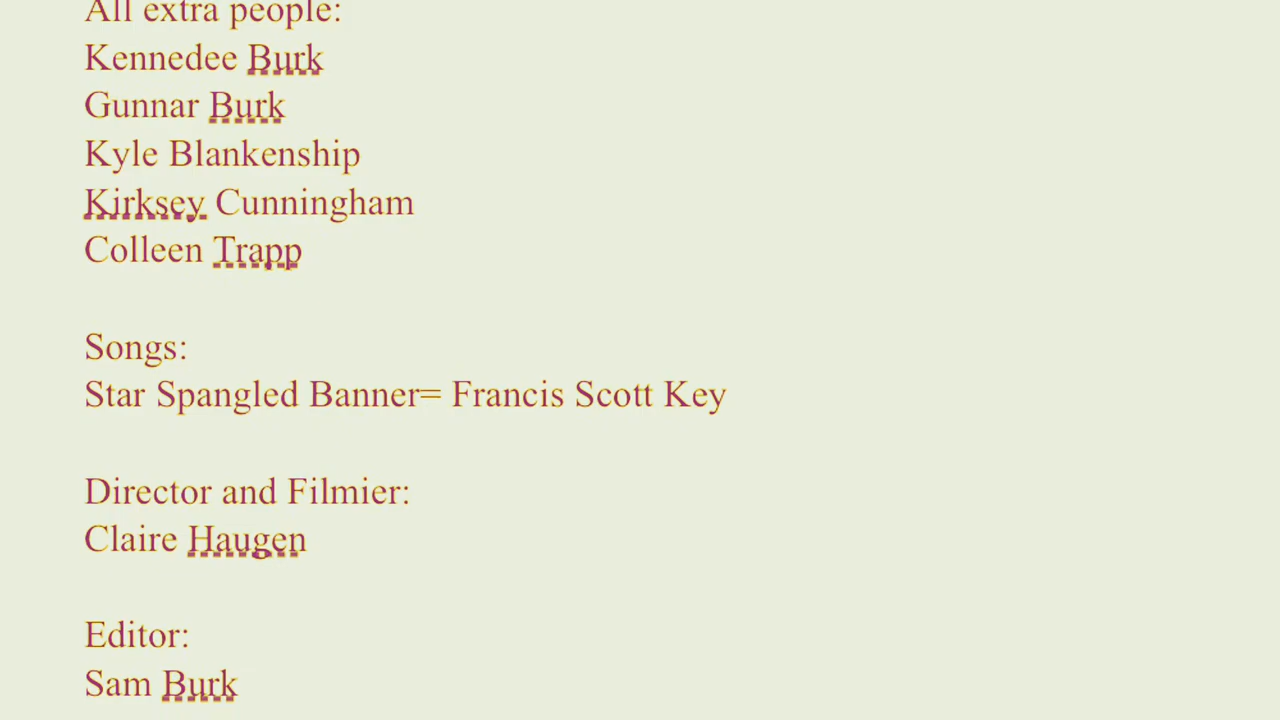 All extra people:
Kennedee Burk
Gunnar Burk
Kyle Blankenship
Kirksey Cunningham
Colleen Trapp
Songs:
Star Spangled Banner= Francis Scott Key
Director and Filmier:
Claire Haugen
Editor:
Sam Burk